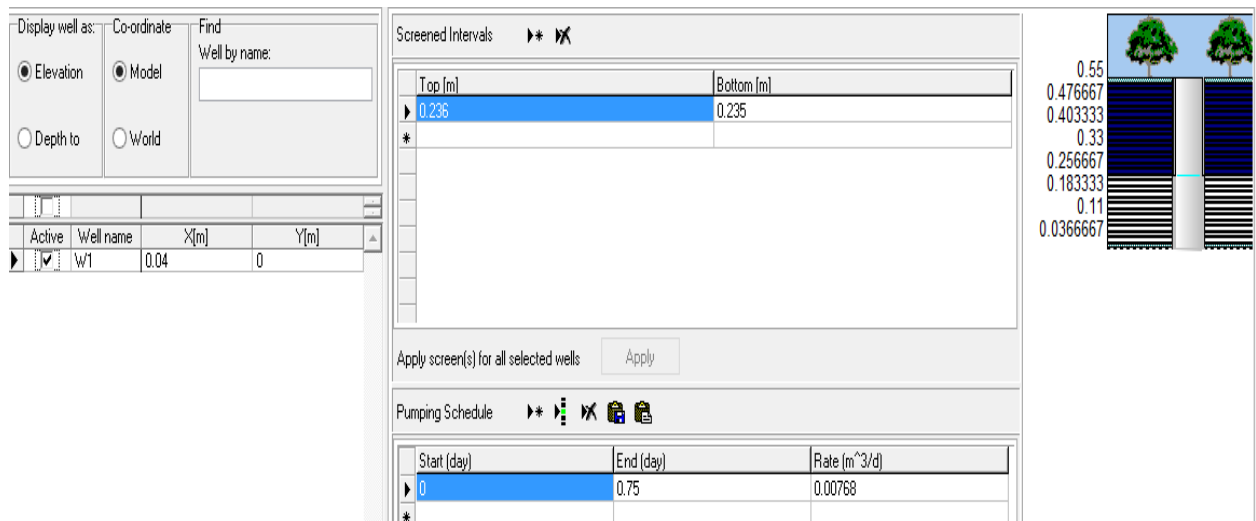 Display well as:
Co-ordinate
Find
Elevation
Model
Well by name:
Depth to
World
Active Well name X[m] Y[m]
W1 0.04 0
Screened Intervals
Top [m] Bottom [m]
0.236 0.235
Apply screen(s) for all selected wells Apply
Pumping Schedule
Start (day) End (day) Rate (m^3/d)
0 0.75 0.00768
0.55
0.476667
0.403333
0.33
0.256667
0.183333
0.11
0.0366667